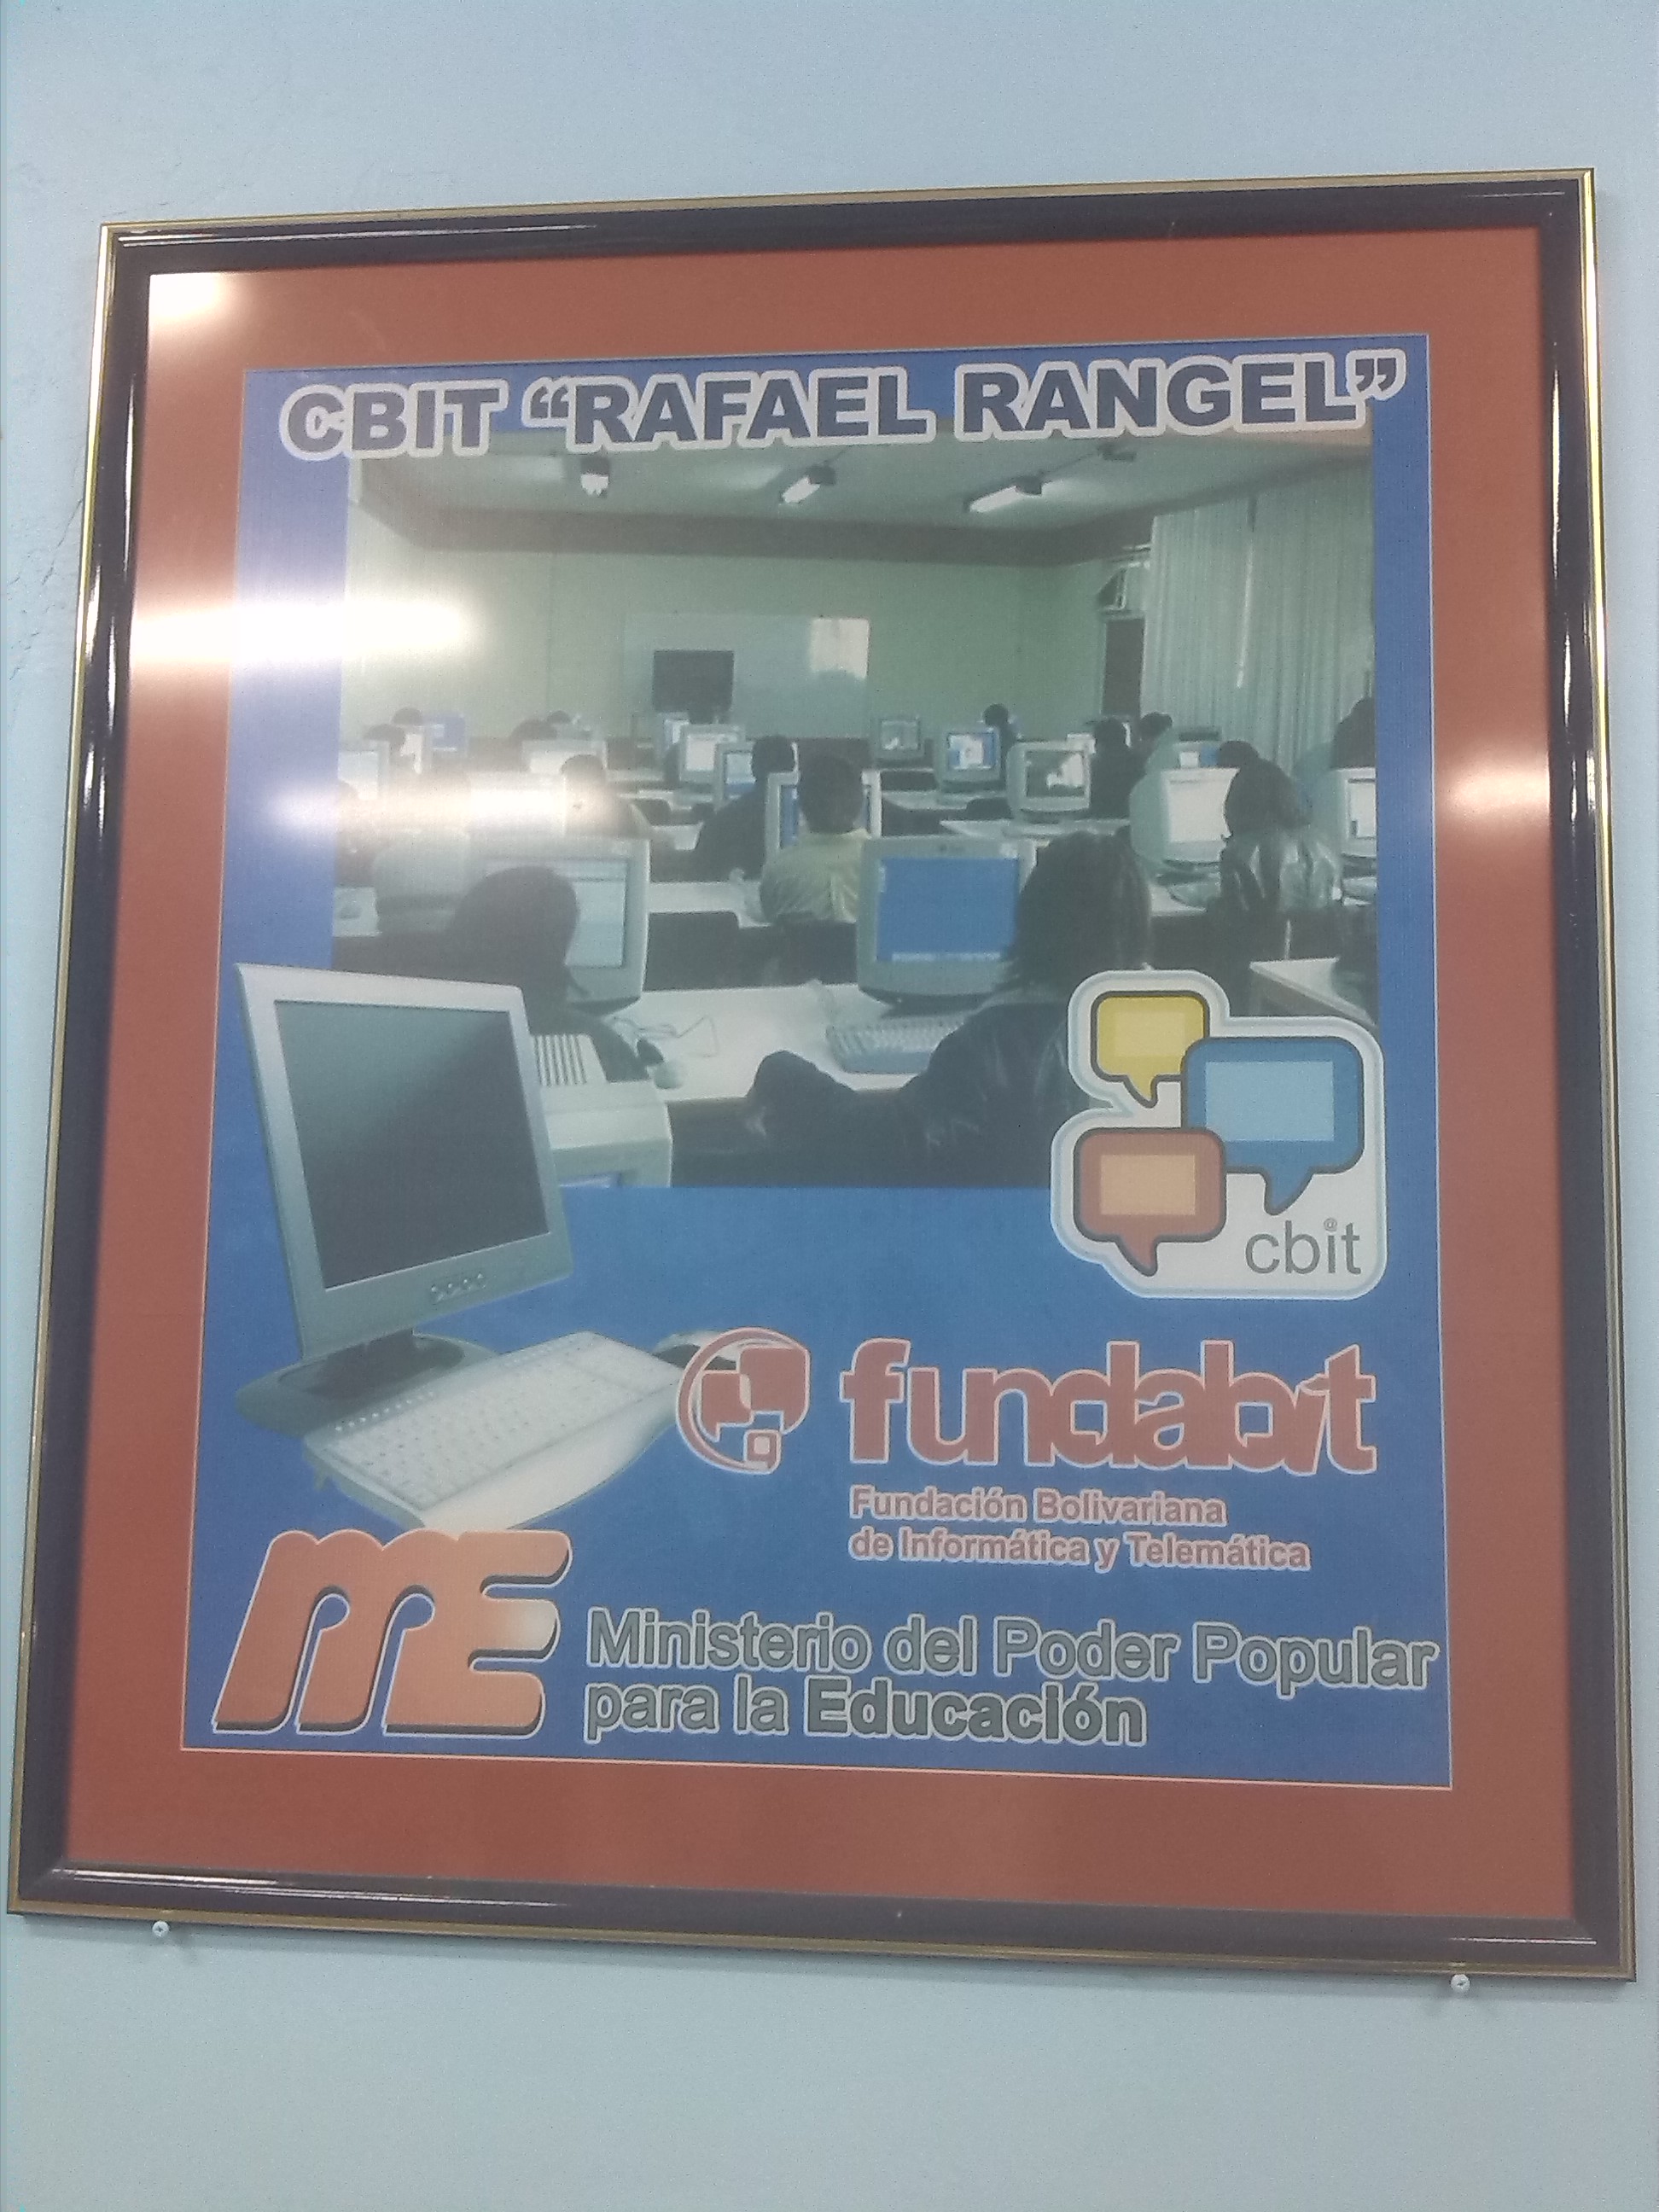 CBIT “RAFAEL RANGEL”
cbit
fundabit
Fundación Bolivariana
de Informática y Telemática
ME
Ministerio del Poder Popular
para la Educación